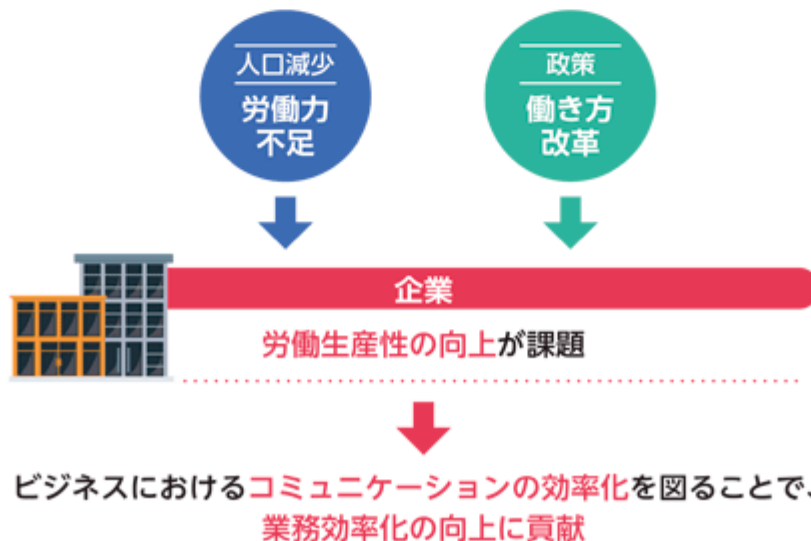 人口減少
労働力
不足
政策
働き方
改革
企業
労働生産性の向上が課題
ビジネスにおけるコミュニケーションの効率化を図ることで、
業務効率化の向上に貢献